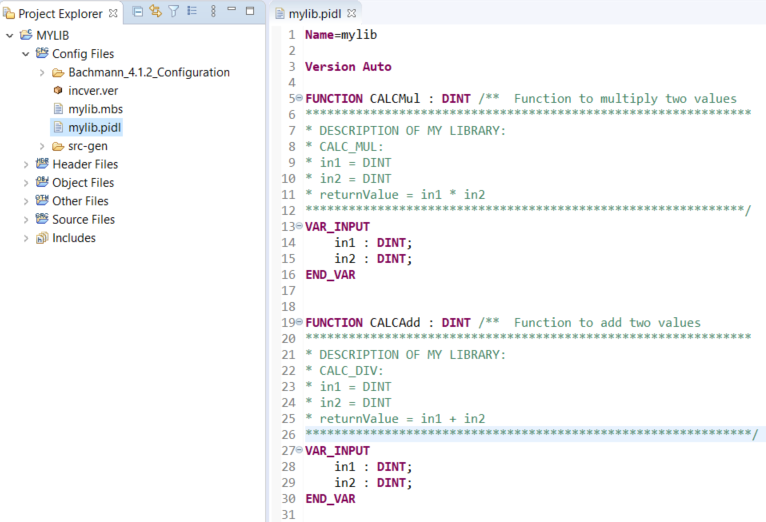 Project Explorer
MYLIB
Config Files
Bachmann_4.1.2_Configuration
incver.ver
mylib.mbs
mylib.pidl
src-gen
Header Files
Object Files
Other Files
Source Files
Includes
mylib.pidl
1 Name=mylib
2
3 Version Auto
4
5 FUNCTION CALCMul : DINT /**  Function to multiply two values
6 **************************************************************
7 * DESCRIPTION OF MY LIBRARY:
8 * CALC_MUL:
9 * in1 = DINT
10 * in2 = DINT
11 * returnValue = in1 * in2
12 *************************************************************/
13 VAR_INPUT
14     in1 : DINT;
15     in2 : DINT;
16 END_VAR
17
18
19 FUNCTION CALCAdd : DINT /**  Function to add two values
20 **************************************************************
21 * DESCRIPTION OF MY LIBRARY:
22 * CALC_DIV:
23 * in1 = DINT
24 * in2 = DINT
25 * returnValue = in1 + in2
26 **************************************************************/
27 VAR_INPUT
28     in1 : DINT;
29     in2 : DINT;
30 END_VAR
31